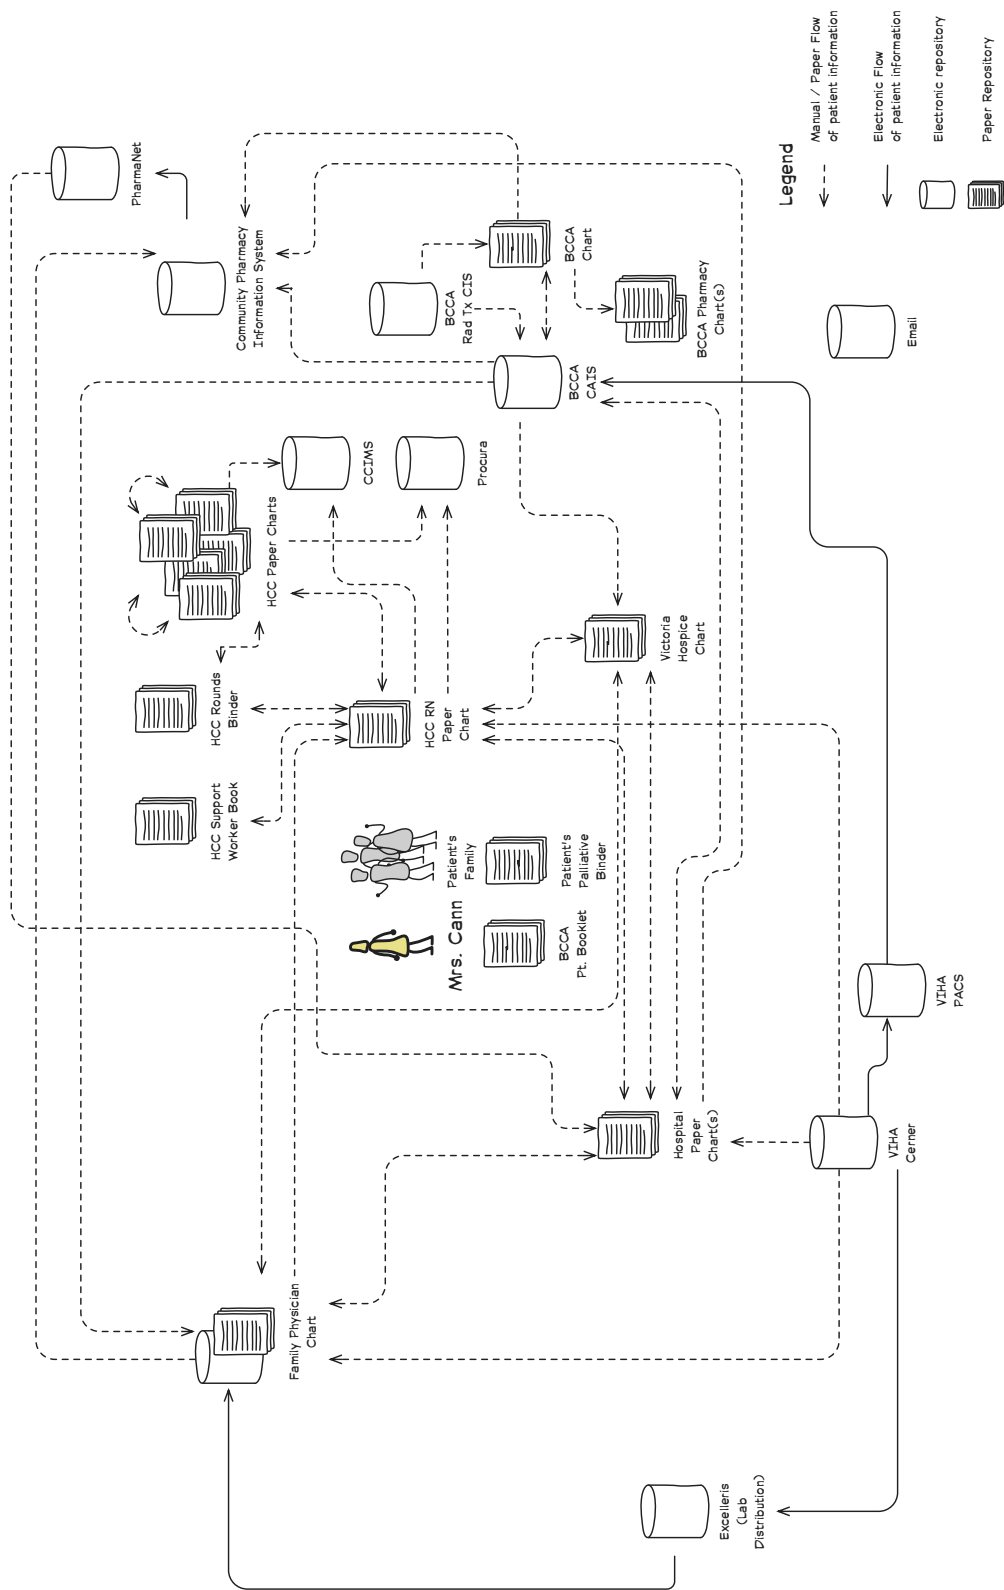 PharmaNet
Community Pharmacy
Information System
BCCA
Rad Tx CIS
BCCA
Chart
BCCA Pharmacy
Chart(s)
BCCA
CAIS
Email
Legend
Manual / Paper Flow
of patient information
Electronic Flow
of patient information
Electronic repository
Paper Repository
CCIMS
Procura
HCC Paper Charts
HCC Rounds
Binder
HCC Support
Worker Book
HCC RN
Paper
Chart
Victoria
Hospice
Chart
Patient's
Family
Mrs. Cann
Patient's
Palliative
Binder
BCCA
Pt. Booklet
VIHA
PACS
Hospital
Paper
Chart(s)
VIHA
Cerner
Family Physician
Chart
Excelleris
(Lab
Distribution)